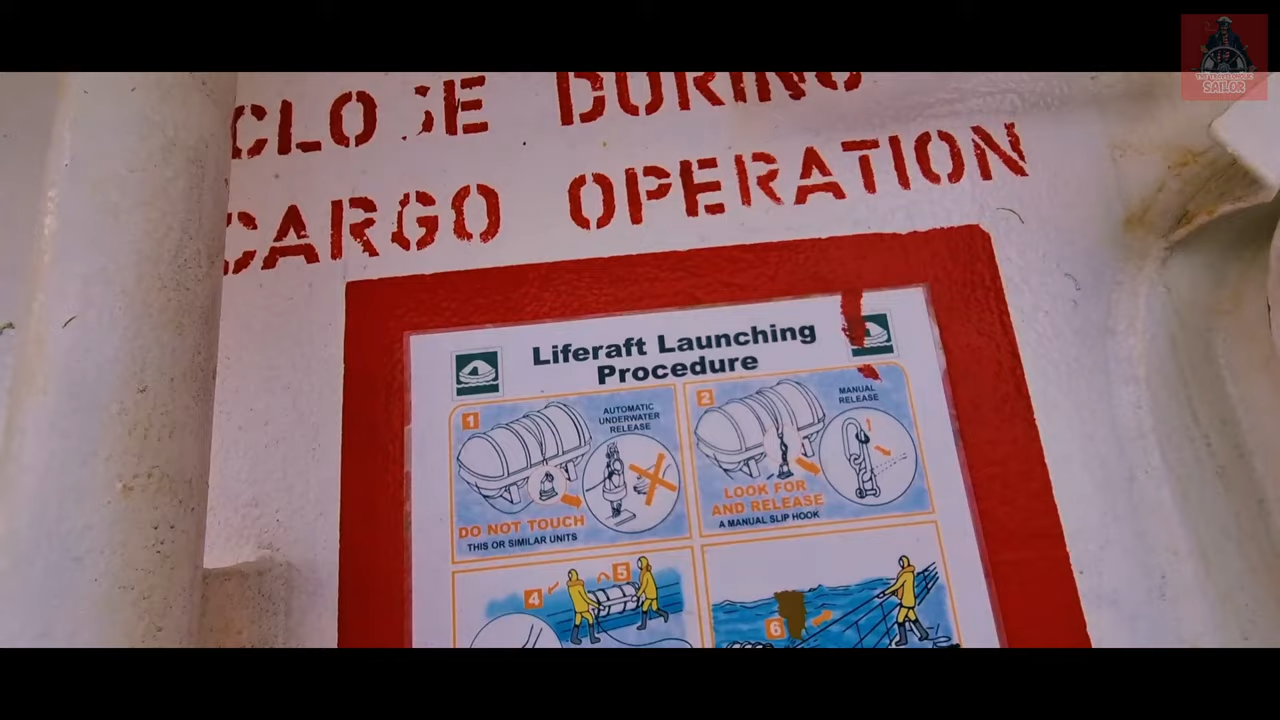 CLOSE DURING
CARGO OPERATION
Liferaft Launching
Procedure
1
AUTOMATIC
UNDERWATER
RELEASE
DO NOT TOUCH
THIS OR SIMILAR UNITS
2
MANUAL
RELEASE
LOOK FOR
AND RELEASE
A MANUAL SLIP HOOK
4
5
6
SAILOR